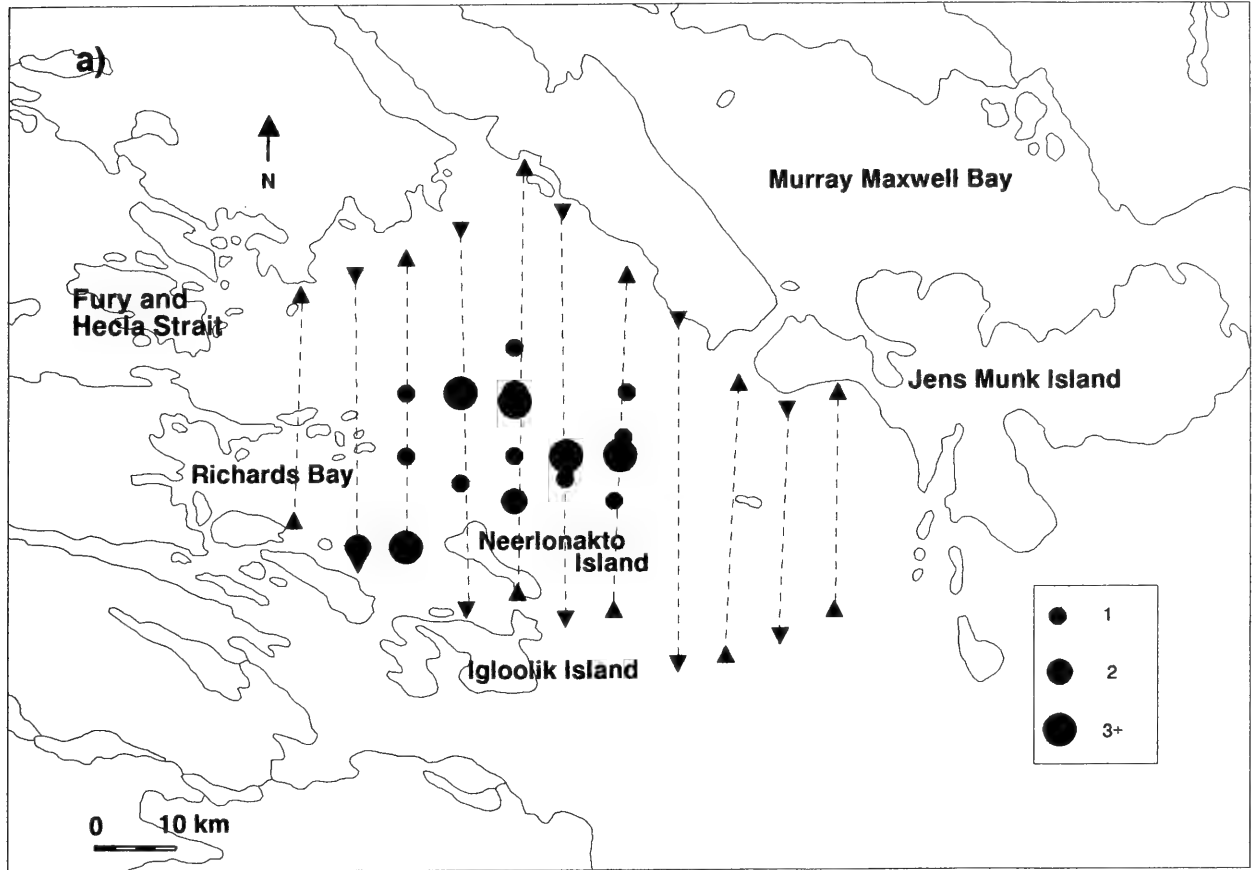 a)
N
Murray Maxwell Bay
Fury and
Hecla Strait
Jens Munk Island
Richards Bay
Neerlonakto
Island
Igloolik Island
1
2
3+
0 10 km